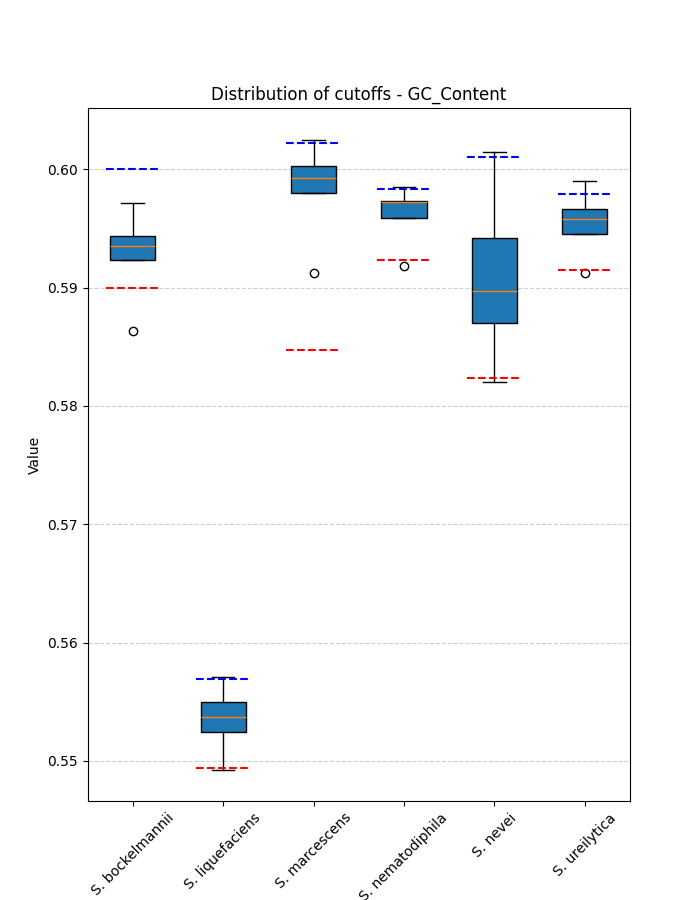 Distribution of cutoffs - GC_Content
Value
0.60
0.59
0.58
0.57
0.56
0.55
S. bockelmannii
S. liquefaciens
S. marcescens
S. nematodiphila
S. nevei
S. ureilytica